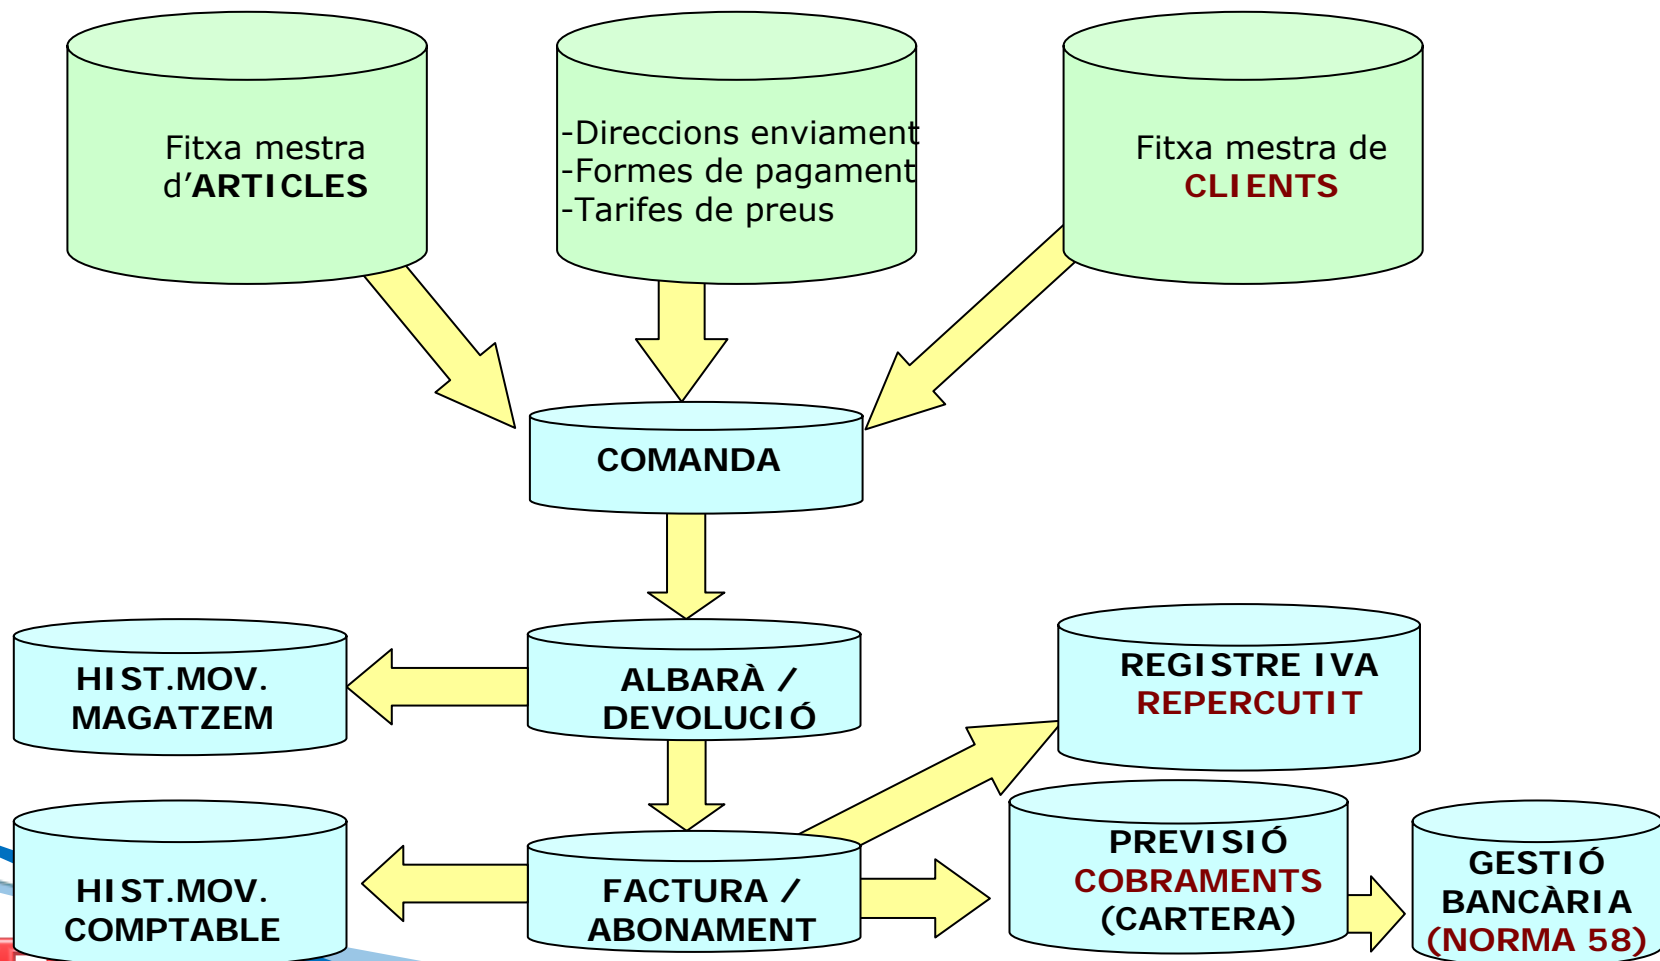 Fitxa mestra
d'ARTICLES
-Direccions enviament
-Formes de pagament
-Tarifes de preus
Fitxa mestra de
CLIENTS
COMANDA
HIST.MOV.
MAGATZEM
ALBARÀ /
DEVOLUCIÓ
REGISTRE IVA
REPERCUTIT
HIST.MOV.
COMPTABLE
FACTURA /
ABONAMENT
PREVISIÓ
COBRAMENTS
(CARTERA)
GESTIÓ
BANCÀRIA
(NORMA 58)